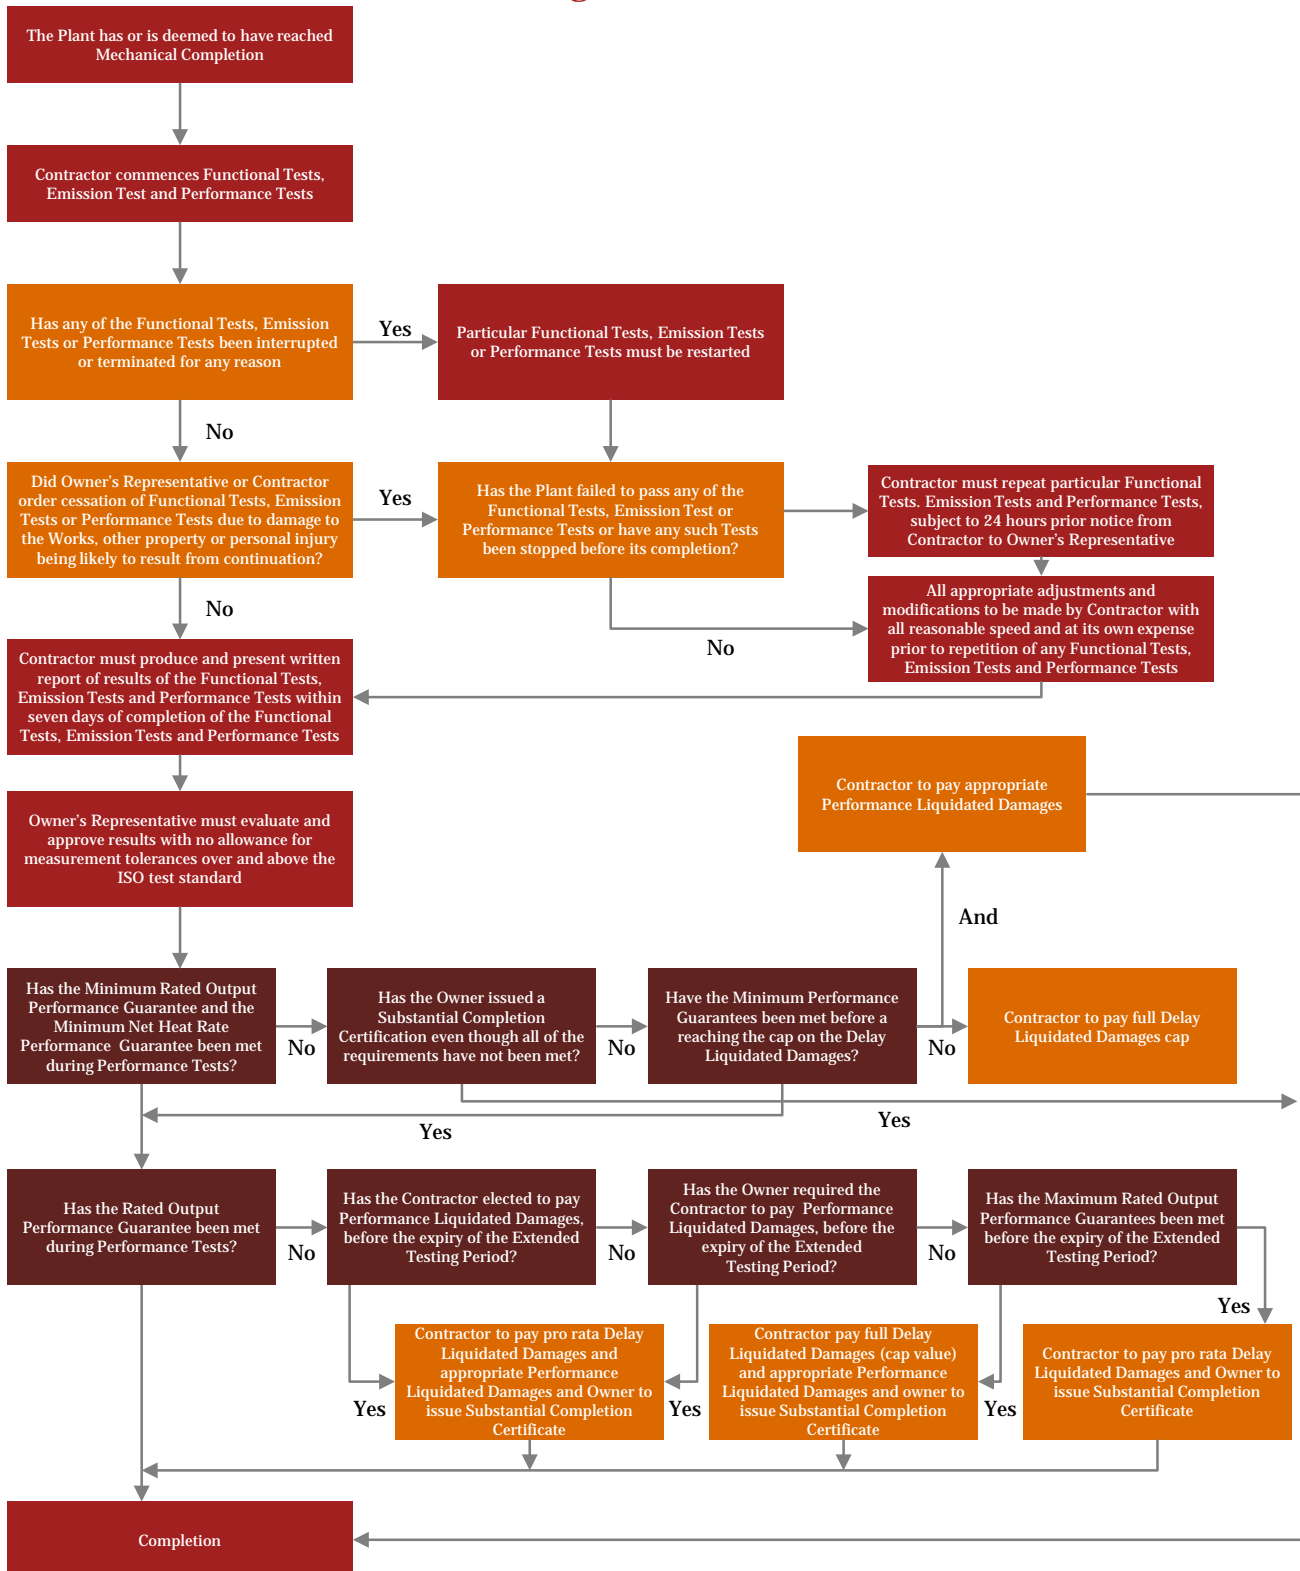 The Plant has or is deemed to have reached
Mechanical Completion
Contractor commences Functional Tests,
Emission Test and Performance Tests
Has any of the Functional Tests, Emission
Tests or Performance Tests been interrupted
or terminated for any reason
Yes
Particular Functional Tests, Emission Tests
or Performance Tests must be restarted
No
Did Owner's Representative or Contractor
order cessation of Functional Tests, Emission
Tests or Performance Tests due to damage to
the Works, other property or personal injury
being likely to result from continuation?
Yes
Has the Plant failed to pass any of the
Functional Tests, Emission Test or
Performance Tests or have any such Tests
been stopped before its completion?
Contractor must repeat particular Functional
Tests. Emission Tests and Performance Tests,
subject to 24 hours prior notice from
Contractor to Owner's Representative
No
All appropriate adjustments and
modifications to be made by Contractor with
all reasonable speed and at its own expense
prior to repetition of any Functional Tests,
Emission Tests and Performance Tests
No
Contractor must produce and present written
report of results of the Functional Tests,
Emission Tests and Performance Tests within
seven days of completion of the Functional
Tests, Emission Tests and Performance Tests
Contractor to pay appropriate
Performance Liquidated Damages
Owner's Representative must evaluate and
approve results with no allowance for
measurement tolerances over and above the
ISO test standard
And
Has the Minimum Rated Output
Performance Guarantee and the
Minimum Net Heat Rate
Performance Guarantee been met
during Performance Tests?
No
Has the Owner issued a
Substantial Completion
Certification even though all of the
requirements have not been met?
No
Have the Minimum Performance
Guarantees been met before a
reaching the cap on the Delay
Liquidated Damages?
No
Contractor to pay full Delay
Liquidated Damages cap
Yes
Yes
Has the Rated Output
Performance Guarantee been met
during Performance Tests?
No
Has the Contractor elected to pay
Performance Liquidated Damages,
before the expiry of the Extended
Testing Period?
No
Has the Owner required the
Contractor to pay Performance
Liquidated Damages, before the
expiry of the Extended
Testing Period?
No
Has the Maximum Rated Output
Performance Guarantees been met
before the expiry of the Extended
Testing Period?
Yes
Yes
Contractor to pay pro rata Delay
Liquidated Damages and
appropriate Performance
Liquidated Damages and Owner to
issue Substantial Completion
Certificate
Yes
Contractor pay full Delay
Liquidated Damages (cap value)
and appropriate Performance
Liquidated Damages and owner to
issue Substantial Completion
Certificate
Yes
Contractor to pay pro rata Delay
Liquidated Damages and Owner to
issue Substantial Completion
Certificate
Completion